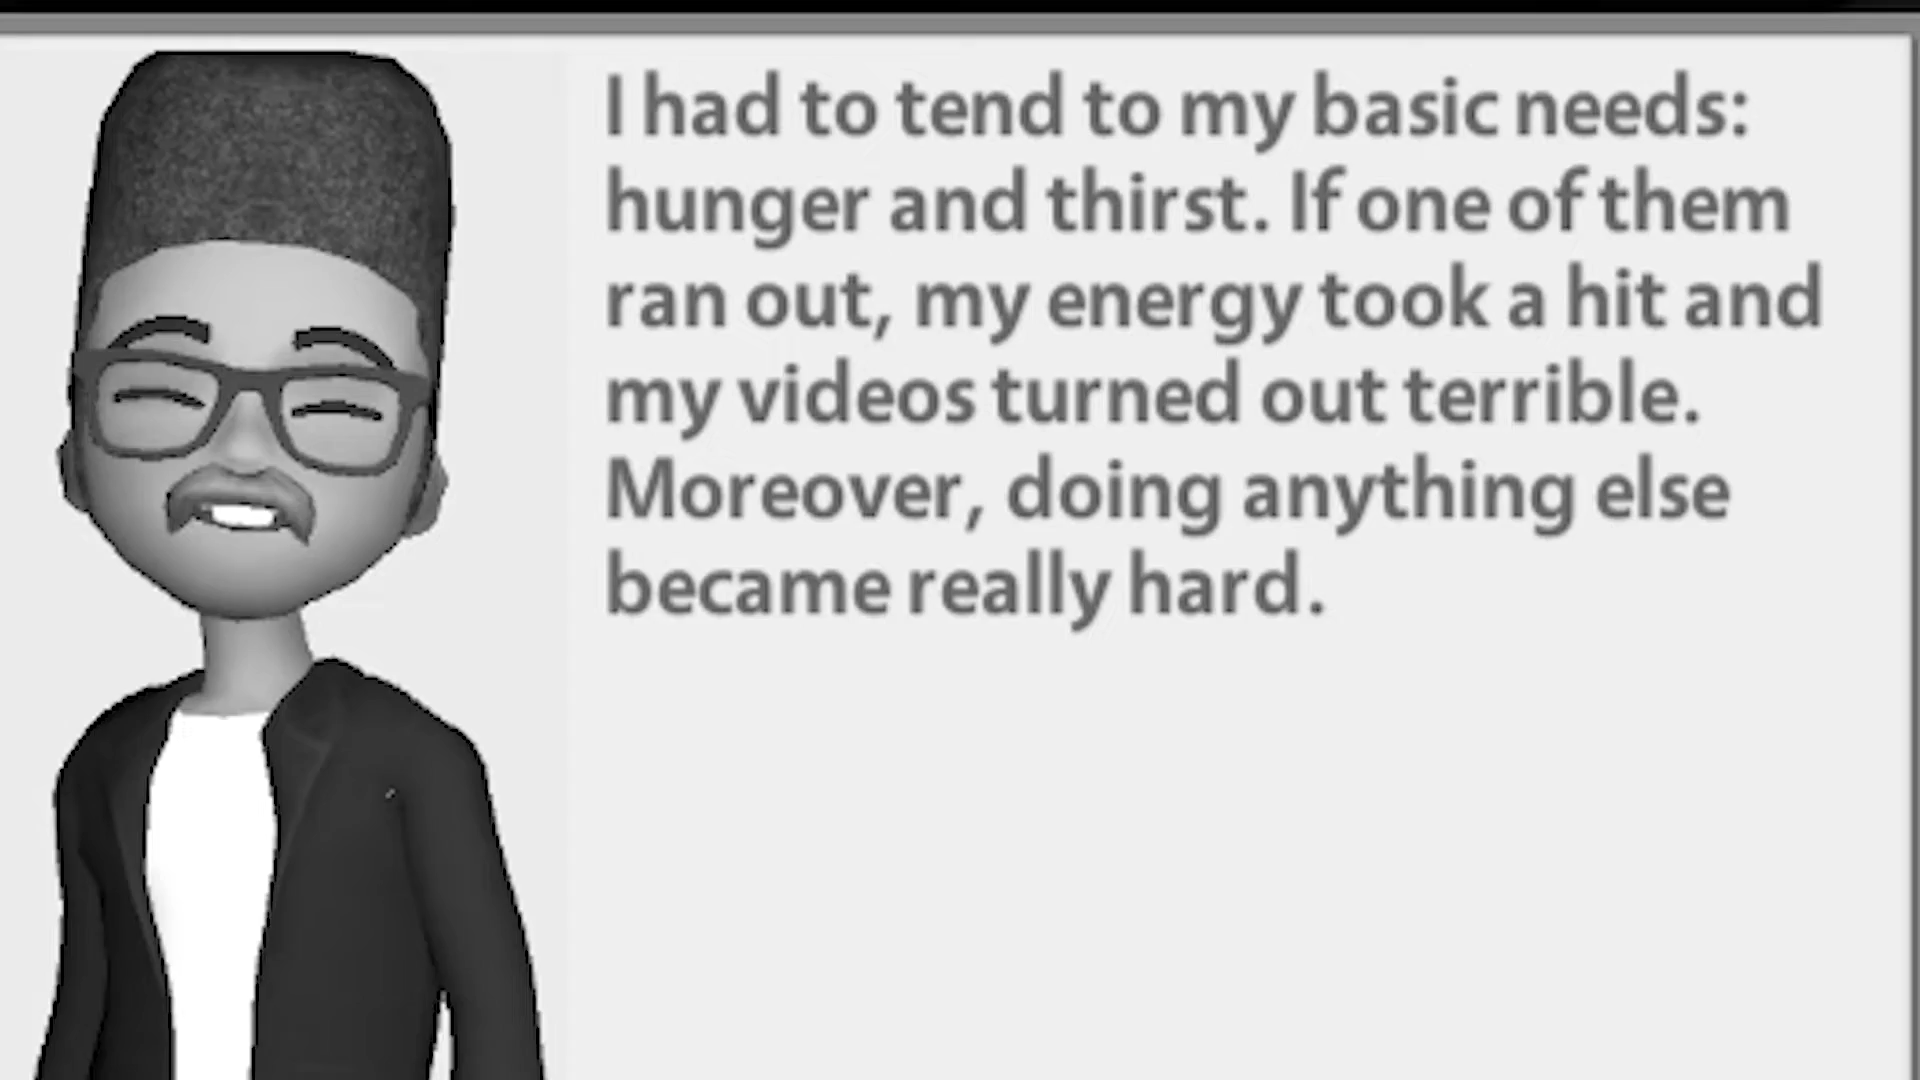 I had to tend to my basic needs:
hunger and thirst. If one of them
ran out, my energy took a hit and
my videos turned out terrible.
Moreover, doing anything else
became really hard.